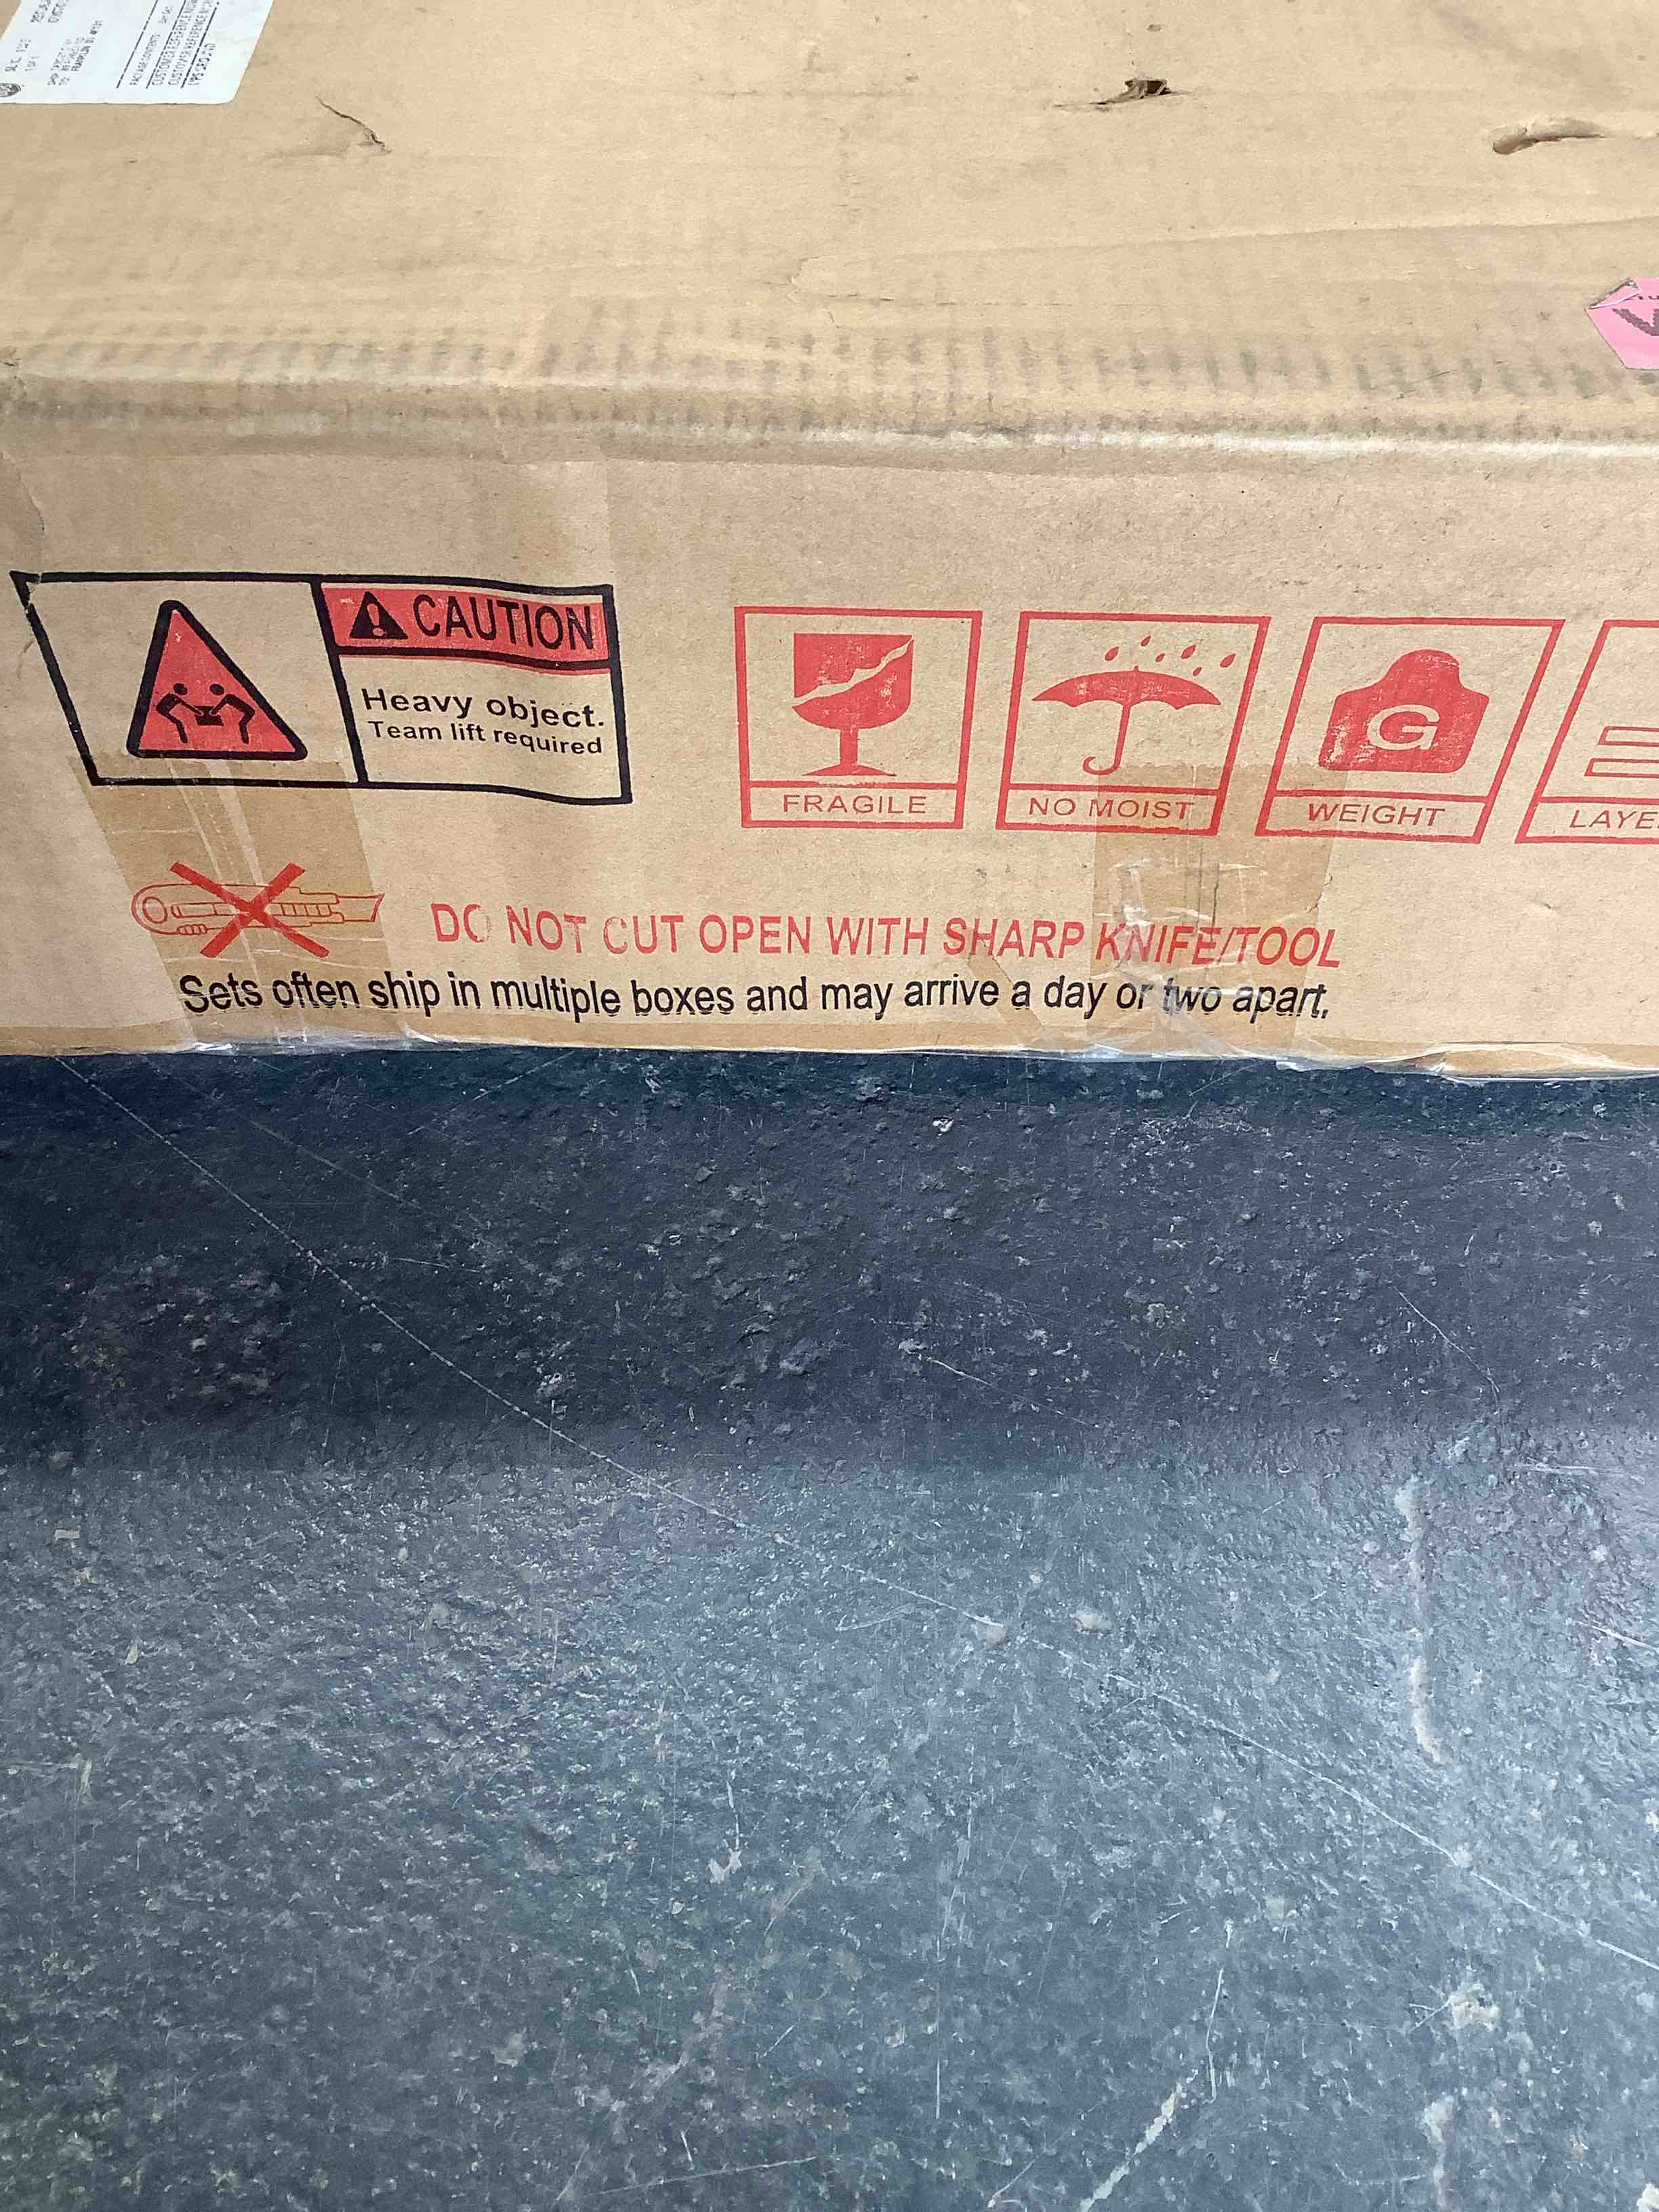 CAUTION
Heavy object.
Team lift required
FRAGILE
NO MOIST
G
WEIGHT
LAYE
DO NOT CUT OPEN WITH SHARP KNIFE/TOOL
Sets often ship in multiple boxes and may arrive a day or two apart.